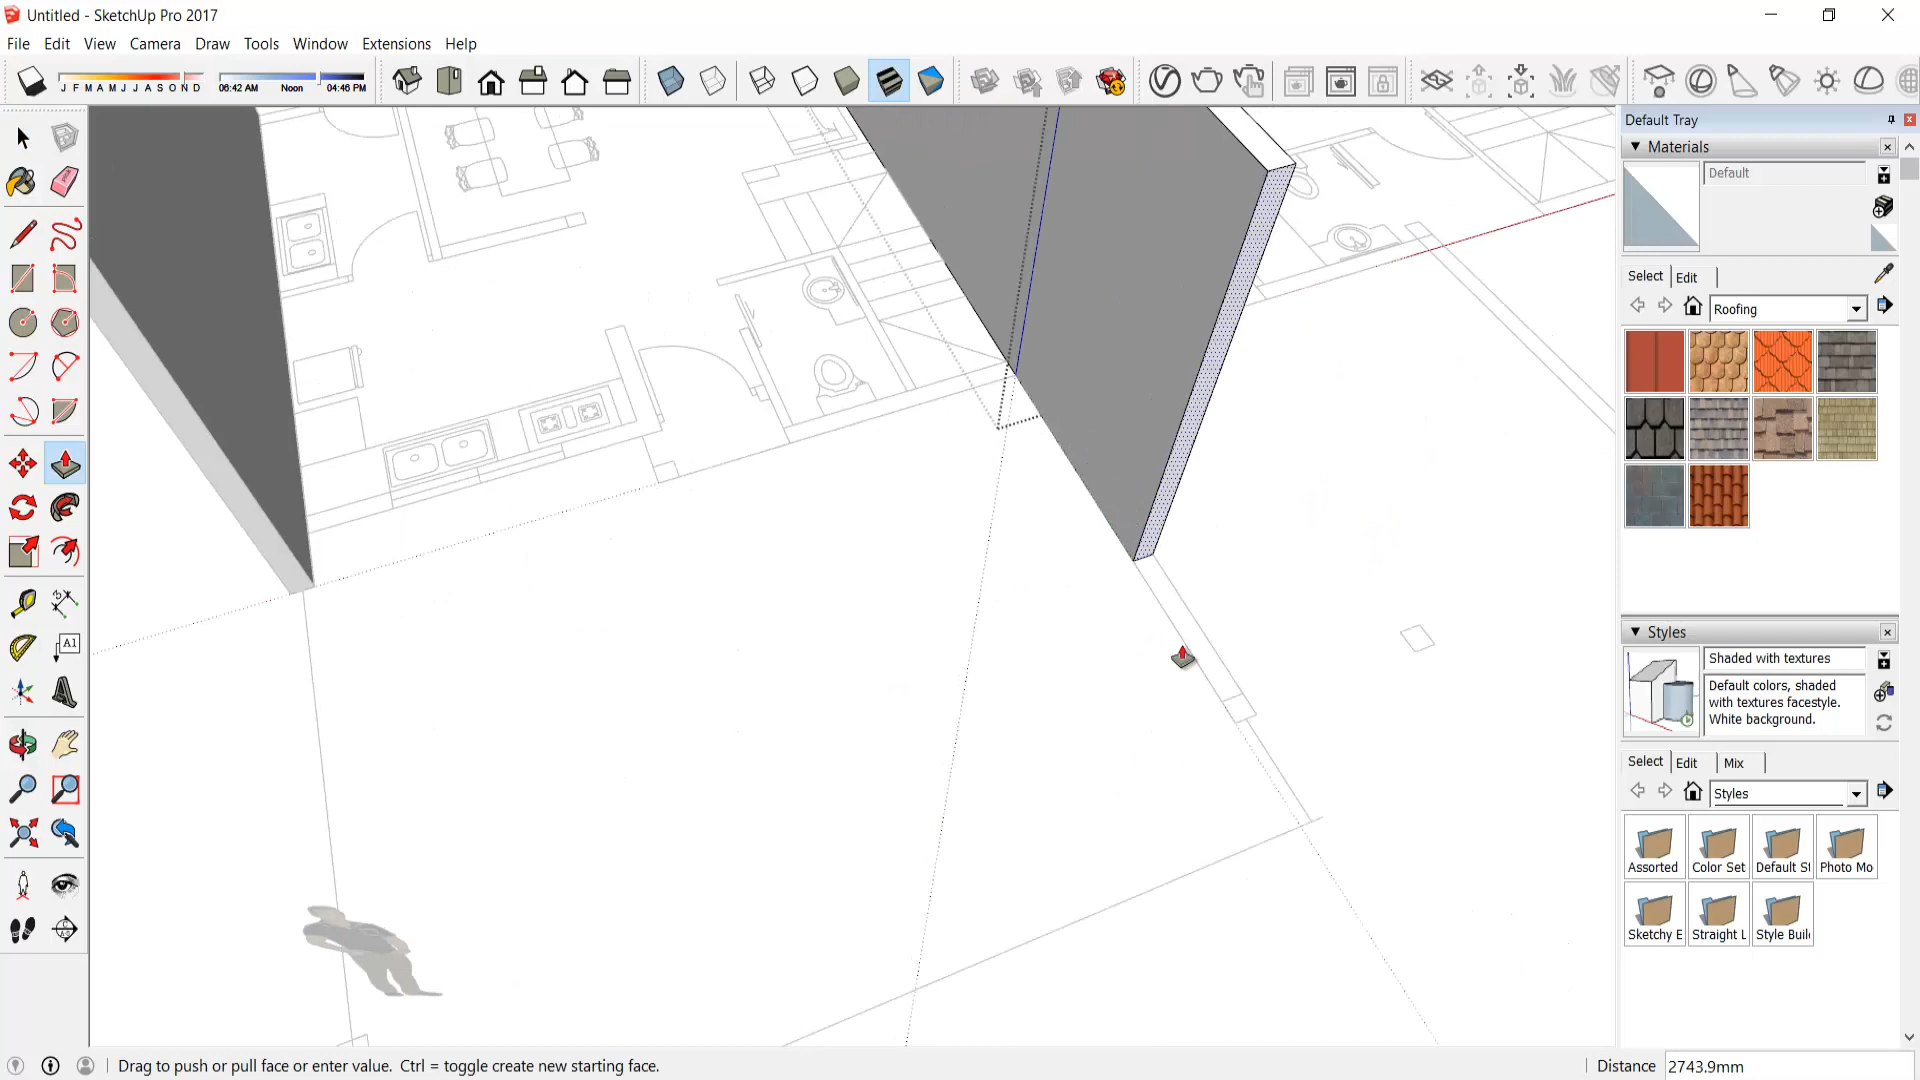 Untitled - SketchUp Pro 2017
File Edit View Camera Draw Tools Window Extensions Help
J F M A M J J A S O N D
06:42 AM Noon 04:46 PM
Default Tray
Materials
Default
Select Edit
Roofing
A1
Styles
Shaded with textures
Default colors, shaded
with textures facestyle.
White background.
Select Edit Mix
Styles
Assorted Color Set Default St Photo Mo
Sketchy E Straight L Style Buil
Drag to push or pull face or enter value. Ctrl = toggle create new starting face.
Distance 2743.9mm